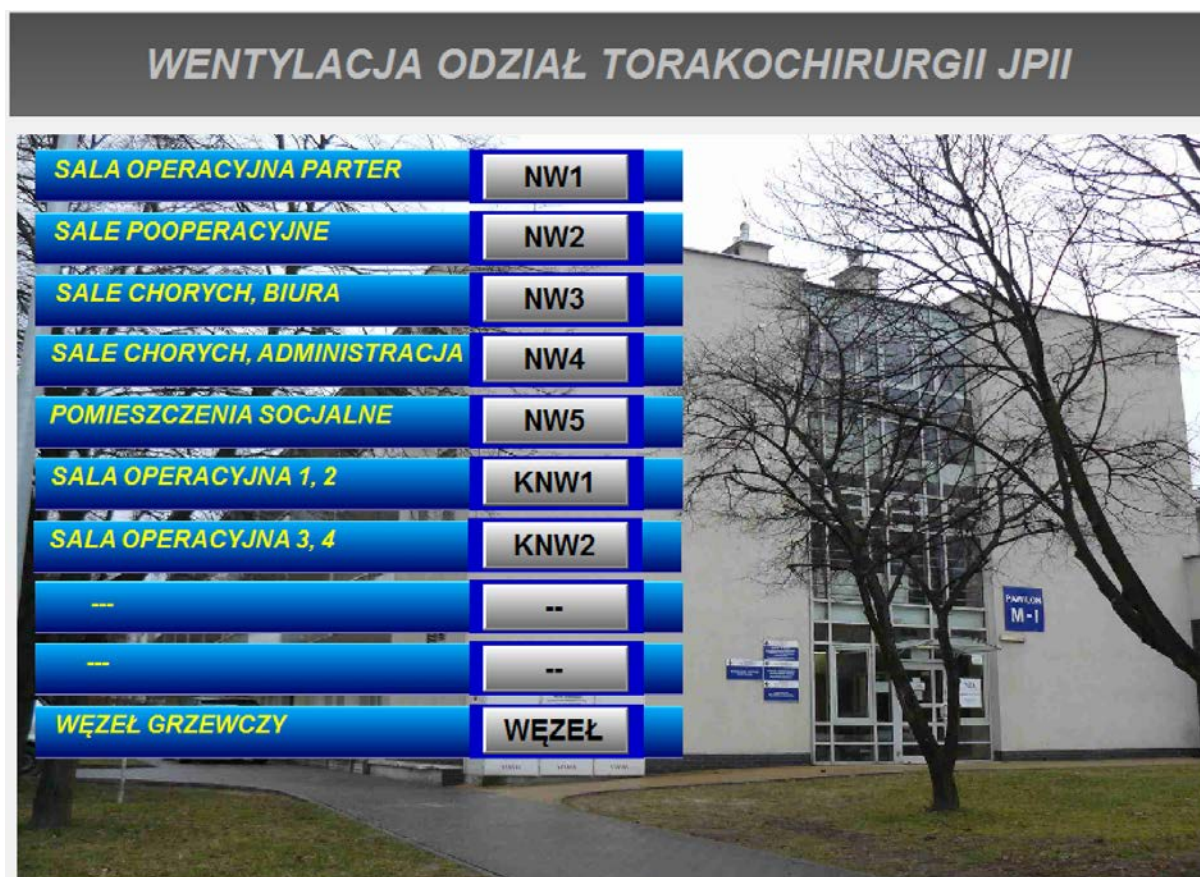 WENTYLACJA ODZIAŁ TORAKOCHIRURGII JPII
SALA OPERACYJNA PARTER NW1
SALE POOPERACYJNE NW2
SALE CHORYCH, BIURA NW3
SALE CHORYCH, ADMINISTRACJA NW4
POMIESZCZENIA SOCJALNE NW5
SALA OPERACYJNA 1, 2 KNW1
SALA OPERACYJNA 3, 4 KNW2
--- --
--- --
WĘZEŁ GRZEWCZY WĘZEŁ
PAWILON
M-I